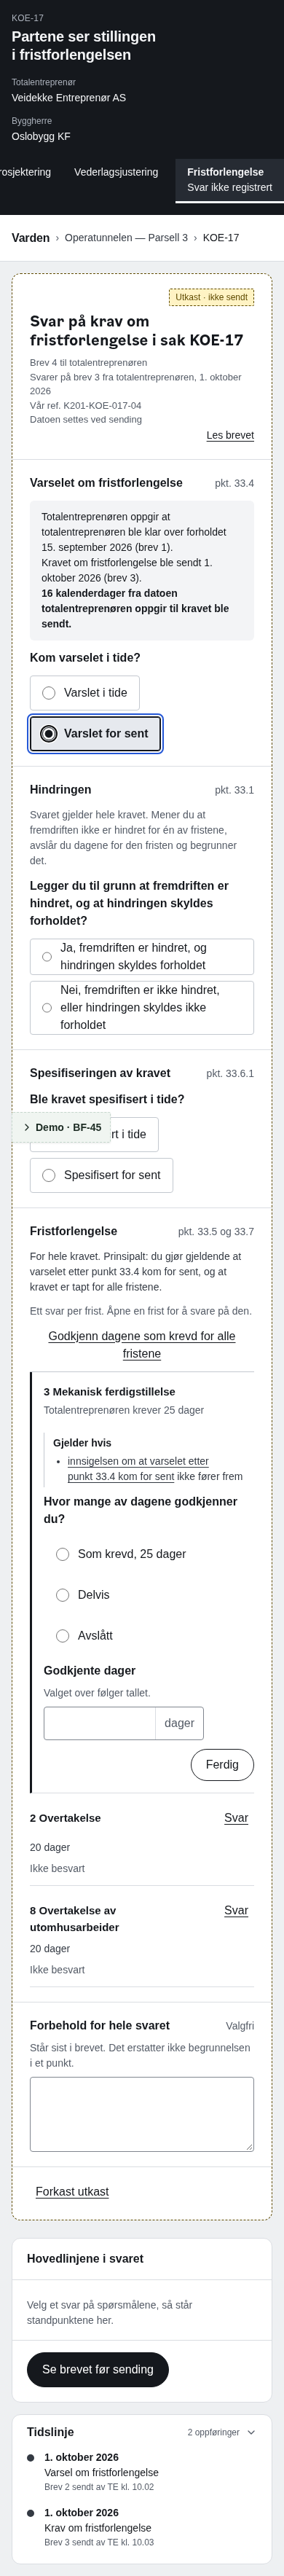 KOE-17
Partene ser stillingen
i fristforlengelsen
Totalentreprenør
Veidekke Entreprenør AS
Byggherre
Oslobygg KF
rosjektering Vederlagsjustering Fristforlengelse
Svar ikke registrert
Varden › Operatunnelen — Parsell 3 › KOE-17
Utkast · ikke sendt
Svar på krav om
fristforlengelse i sak KOE-17
Brev 4 til totalentreprenøren
Svarer på brev 3 fra totalentreprenøren, 1. oktober
2026
Vår ref. K201-KOE-017-04
Datoen settes ved sending
Les brevet
Varselet om fristforlengelse pkt. 33.4
Totalentreprenøren oppgir at
totalentreprenøren ble klar over forholdet
15. september 2026 (brev 1).
Kravet om fristforlengelse ble sendt 1.
oktober 2026 (brev 3).
16 kalenderdager fra datoen
totalentreprenøren oppgir til kravet ble
sendt.
Kom varselet i tide?
Varslet i tide
Varslet for sent
Hindringen pkt. 33.1
Svaret gjelder hele kravet. Mener du at
fremdriften ikke er hindret for én av fristene,
avslår du dagene for den fristen og begrunner
det.
Legger du til grunn at fremdriften er
hindret, og at hindringen skyldes
forholdet?
Ja, fremdriften er hindret, og
hindringen skyldes forholdet
Nei, fremdriften er ikke hindret,
eller hindringen skyldes ikke
forholdet
Spesifiseringen av kravet pkt. 33.6.1
Ble kravet spesifisert i tide?
Demo · BF-45
rt i tide
Spesifisert for sent
Fristforlengelse pkt. 33.5 og 33.7
For hele kravet. Prinsipalt: du gjør gjeldende at
varselet etter punkt 33.4 kom for sent, og at
kravet er tapt for alle fristene.
Ett svar per frist. Åpne en frist for å svare på den.
Godkjenn dagene som krevd for alle
fristene
3 Mekanisk ferdigstillelse
Totalentreprenøren krever 25 dager
Gjelder hvis
• innsigelsen om at varselet etter
punkt 33.4 kom for sent ikke fører frem
Hvor mange av dagene godkjenner
du?
Som krevd, 25 dager
Delvis
Avslått
Godkjente dager
Valget over følger tallet.
dager
Ferdig
2 Overtakelse Svar
20 dager
Ikke besvart
8 Overtakelse av Svar
utomhusarbeider
20 dager
Ikke besvart
Forbehold for hele svaret Valgfri
Står sist i brevet. Det erstatter ikke begrunnelsen
i et punkt.
Forkast utkast
Hovedlinjene i svaret
Velg et svar på spørsmålene, så står
standpunktene her.
Se brevet før sending
Tidslinje 2 oppføringer
1. oktober 2026
Varsel om fristforlengelse
Brev 2 sendt av TE kl. 10.02
1. oktober 2026
Krav om fristforlengelse
Brev 3 sendt av TE kl. 10.03